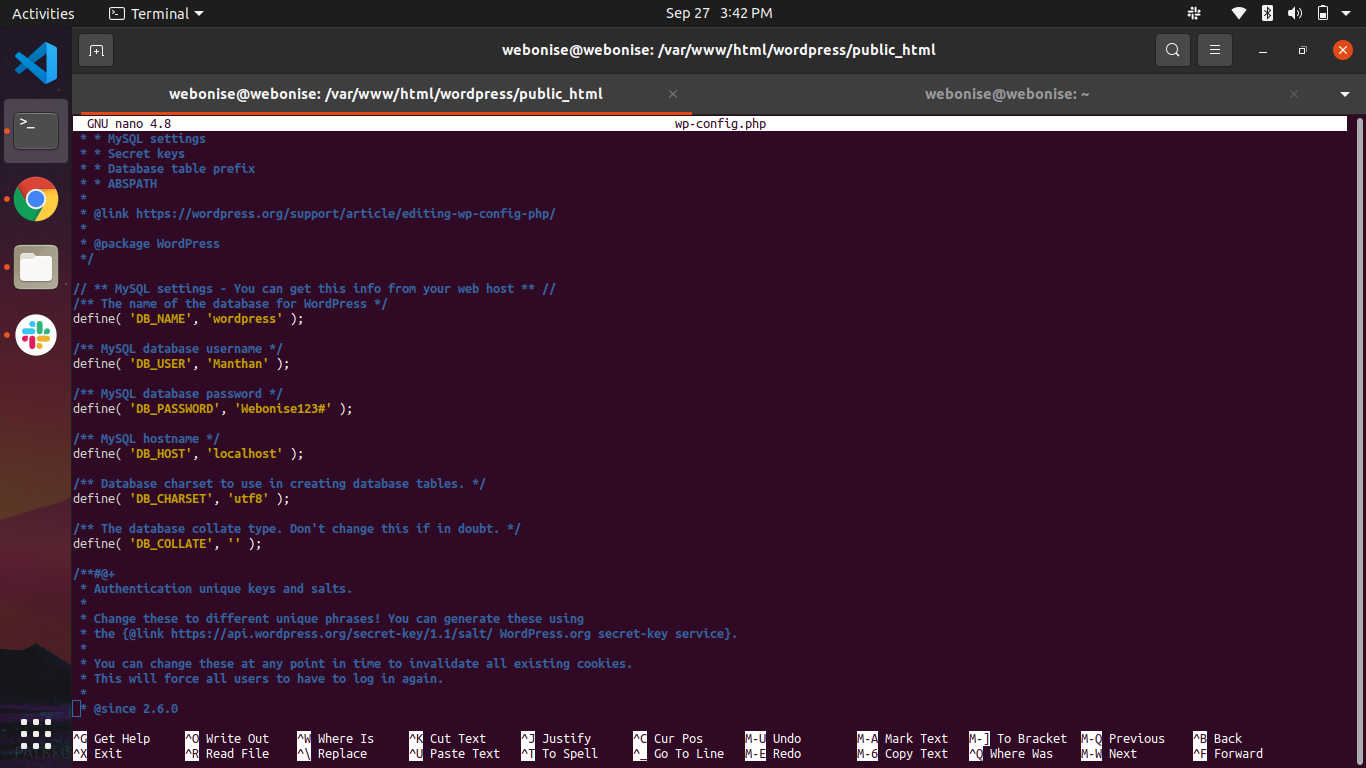 Activities
Terminal
Sep 27 3:42 PM
webonise@webonise: /var/www/html/wordpress/public_html
webonise@webonise: /var/www/html/wordpress/public_html
webonise@webonise: ~
GNU nano 4.8 wp-config.php
* * MySQL settings
* * Secret keys
* * Database table prefix
* * ABSPATH
*
* @link https://wordpress.org/support/article/editing-wp-config-php/
*
* @package WordPress
*/
// ** MySQL settings - You can get this info from your web host ** //
/** The name of the database for WordPress */
define( 'DB_NAME', 'wordpress' );
/** MySQL database username */
define( 'DB_USER', 'Manthan' );
/** MySQL database password */
define( 'DB_PASSWORD', 'Webonise123#' );
/** MySQL hostname */
define( 'DB_HOST', 'localhost' );
/** Database charset to use in creating database tables. */
define( 'DB_CHARSET', 'utf8' );
/** The database collate type. Don't change this if in doubt. */
define( 'DB_COLLATE', '' );
/**#@+
* Authentication unique keys and salts.
*
* Change these to different unique phrases! You can generate these using
* the {@link https://api.wordpress.org/secret-key/1.1/salt/ WordPress.org secret-key service}.
*
* You can change these at any point in time to invalidate all existing cookies.
* This will force all users to have to log in again.
*
* @since 2.6.0
^G Get Help ^O Write Out ^W Where Is ^K Cut Text ^J Justify ^C Cur Pos M-U Undo M-A Mark Text M-] To Bracket M-Q Previous ^B Back
^X Exit ^R Read File ^\ Replace ^U Paste Text ^T To Spell ^_ Go To Line M-E Redo M-6 Copy Text ^Q Where Was M-W Next ^F Forward